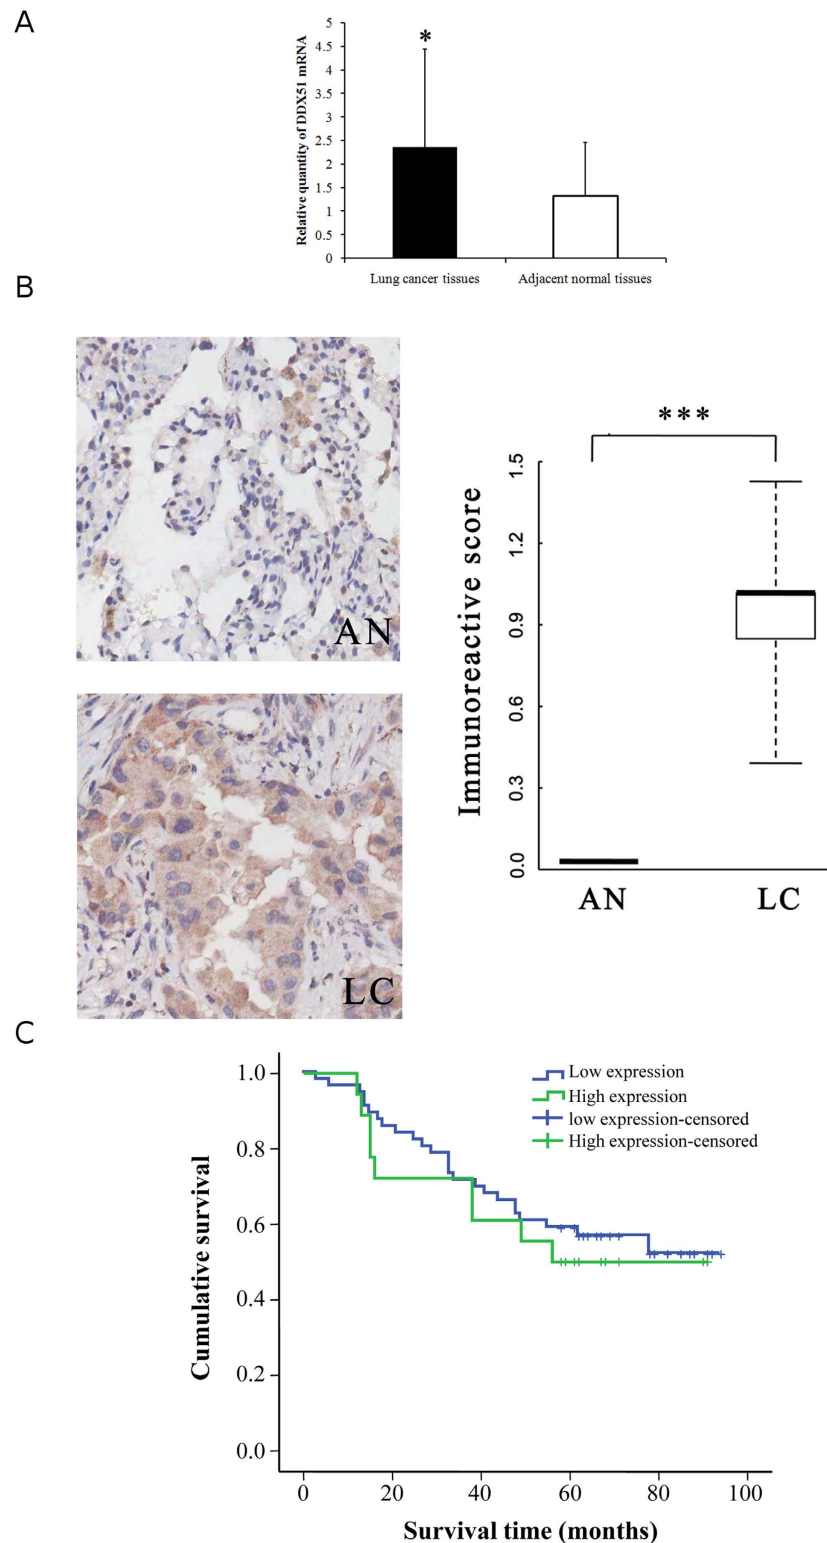 A
Relative quantity of DDX51 mRNA
5
4.5
4
3.5
3
2.5
2
1.5
1
0.5
0
*
Lung cancer tissues
Adjacent normal tissues
B
AN
LC
Immunoreactive score
1.5
1.2
0.9
0.6
0.3
0.0
***
AN
LC
C
Cumulative survival
1.0
0.8
0.6
0.4
0.2
0.0
Low expression
High expression
low expression-censored
High expression-censored
0
20
40
60
80
100
Survival time (months)